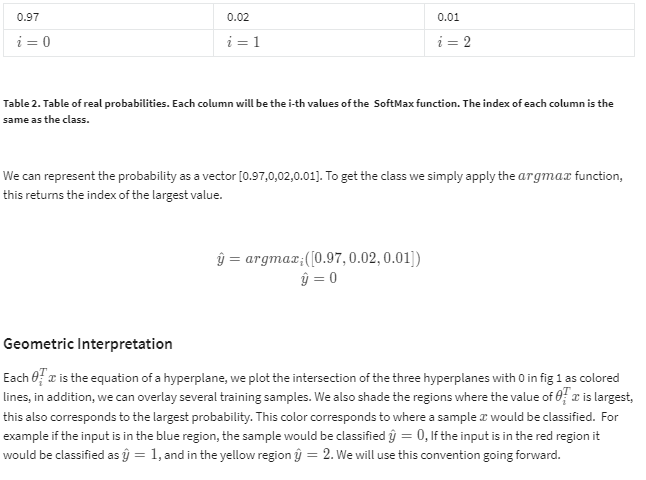 0.97 0.02 0.01
i = 0 i = 1 i = 2
Table 2. Table of real probabilities. Each column will be the i-th values of the SoftMax function. The index of each column is the
same as the class.
We can represent the probability as a vector [0.97,0,02,0.01]. To get the class we simply apply the argmax function,
this returns the index of the largest value.
ŷ = argmaxᵢ([0.97, 0.02, 0.01])
ŷ = 0
Geometric Interpretation
Each θᵢᵀx is the equation of a hyperplane, we plot the intersection of the three hyperplanes with 0 in fig 1 as colored
lines, in addition, we can overlay several training samples. We also shade the regions where the value of θᵢᵀx is largest,
this also corresponds to the largest probability. This color corresponds to where a sample x would be classified. For
example if the input is in the blue region, the sample would be classified ŷ = 0, If the input is in the red region it
would be classified as ŷ = 1, and in the yellow region ŷ = 2. We will use this convention going forward.